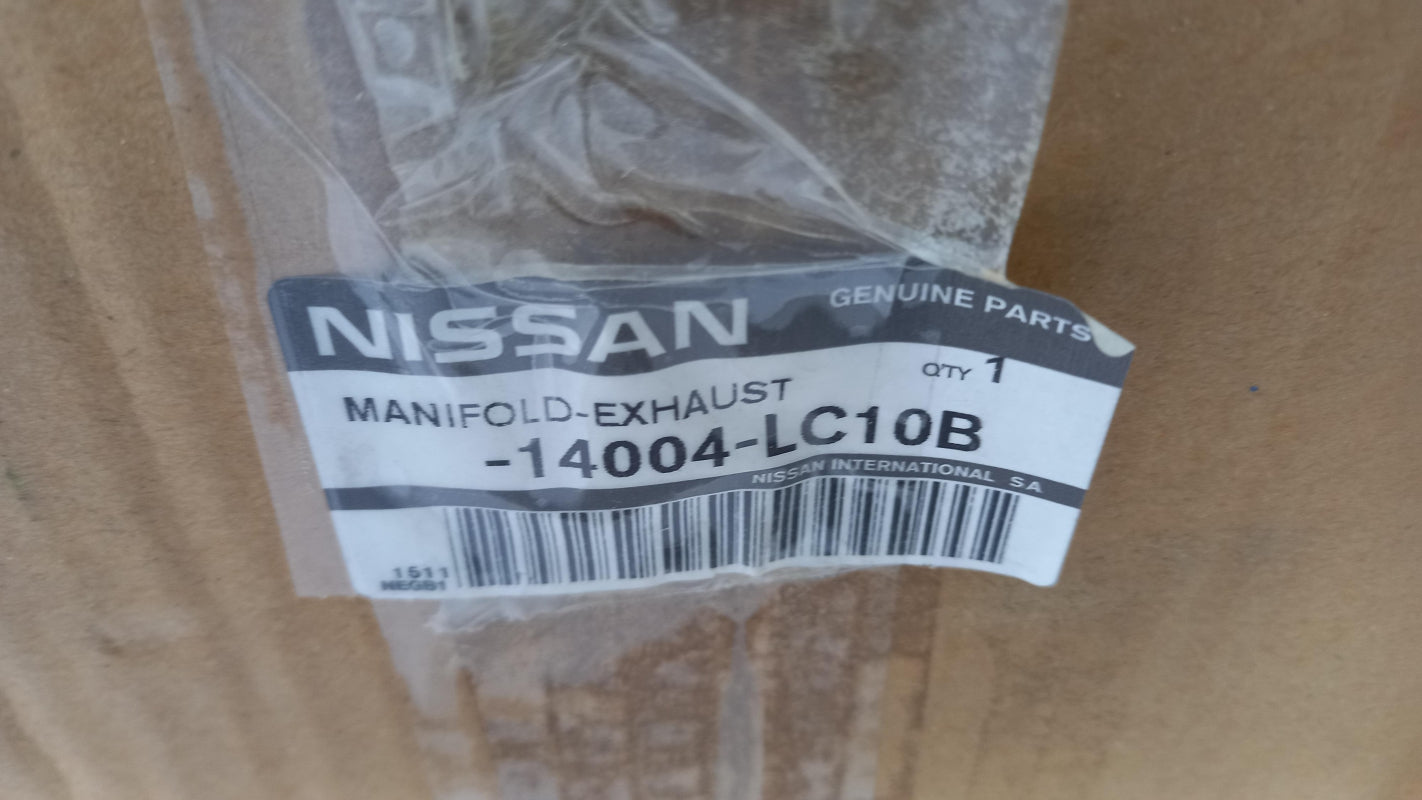 NISSAN GENUINE PARTS
QTY 1
MANIFOLD-EXHAUST
-14004-LC10B
NISSAN INTERNATIONAL SA
1511
NEGB1